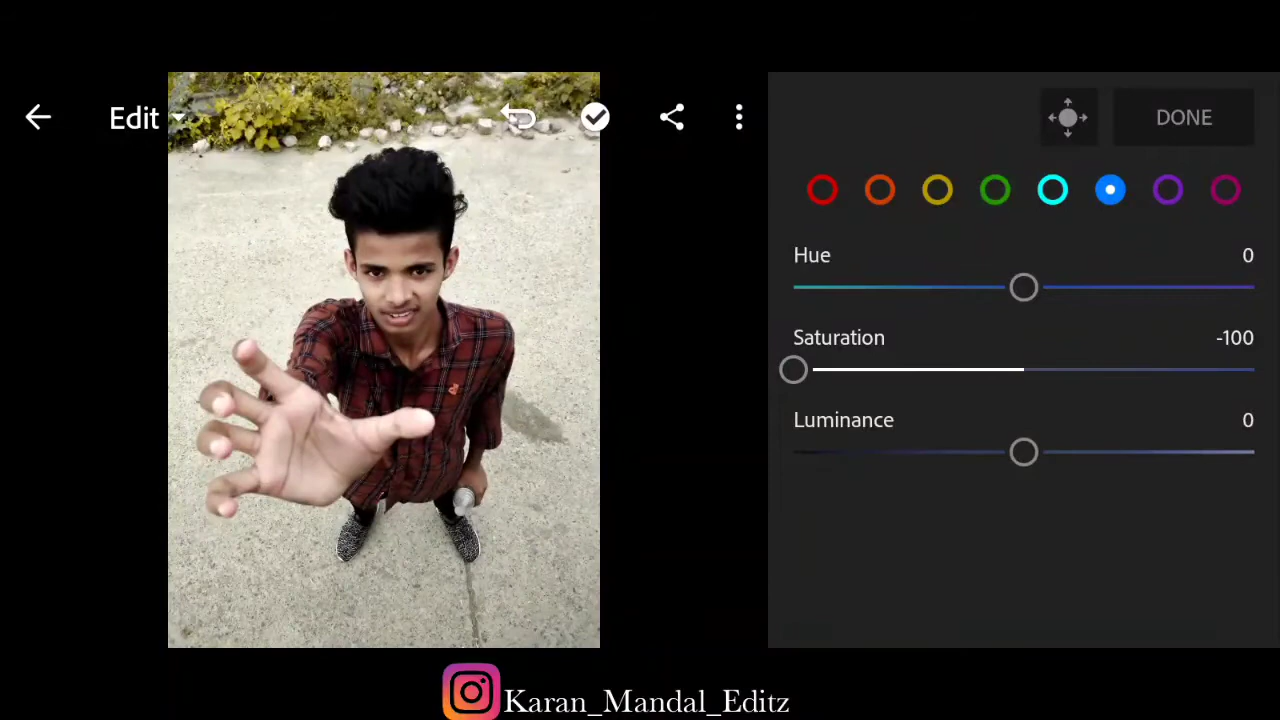 Edit
DONE
Hue 0
Saturation -100
Luminance 0
Karan_Mandal_Editz